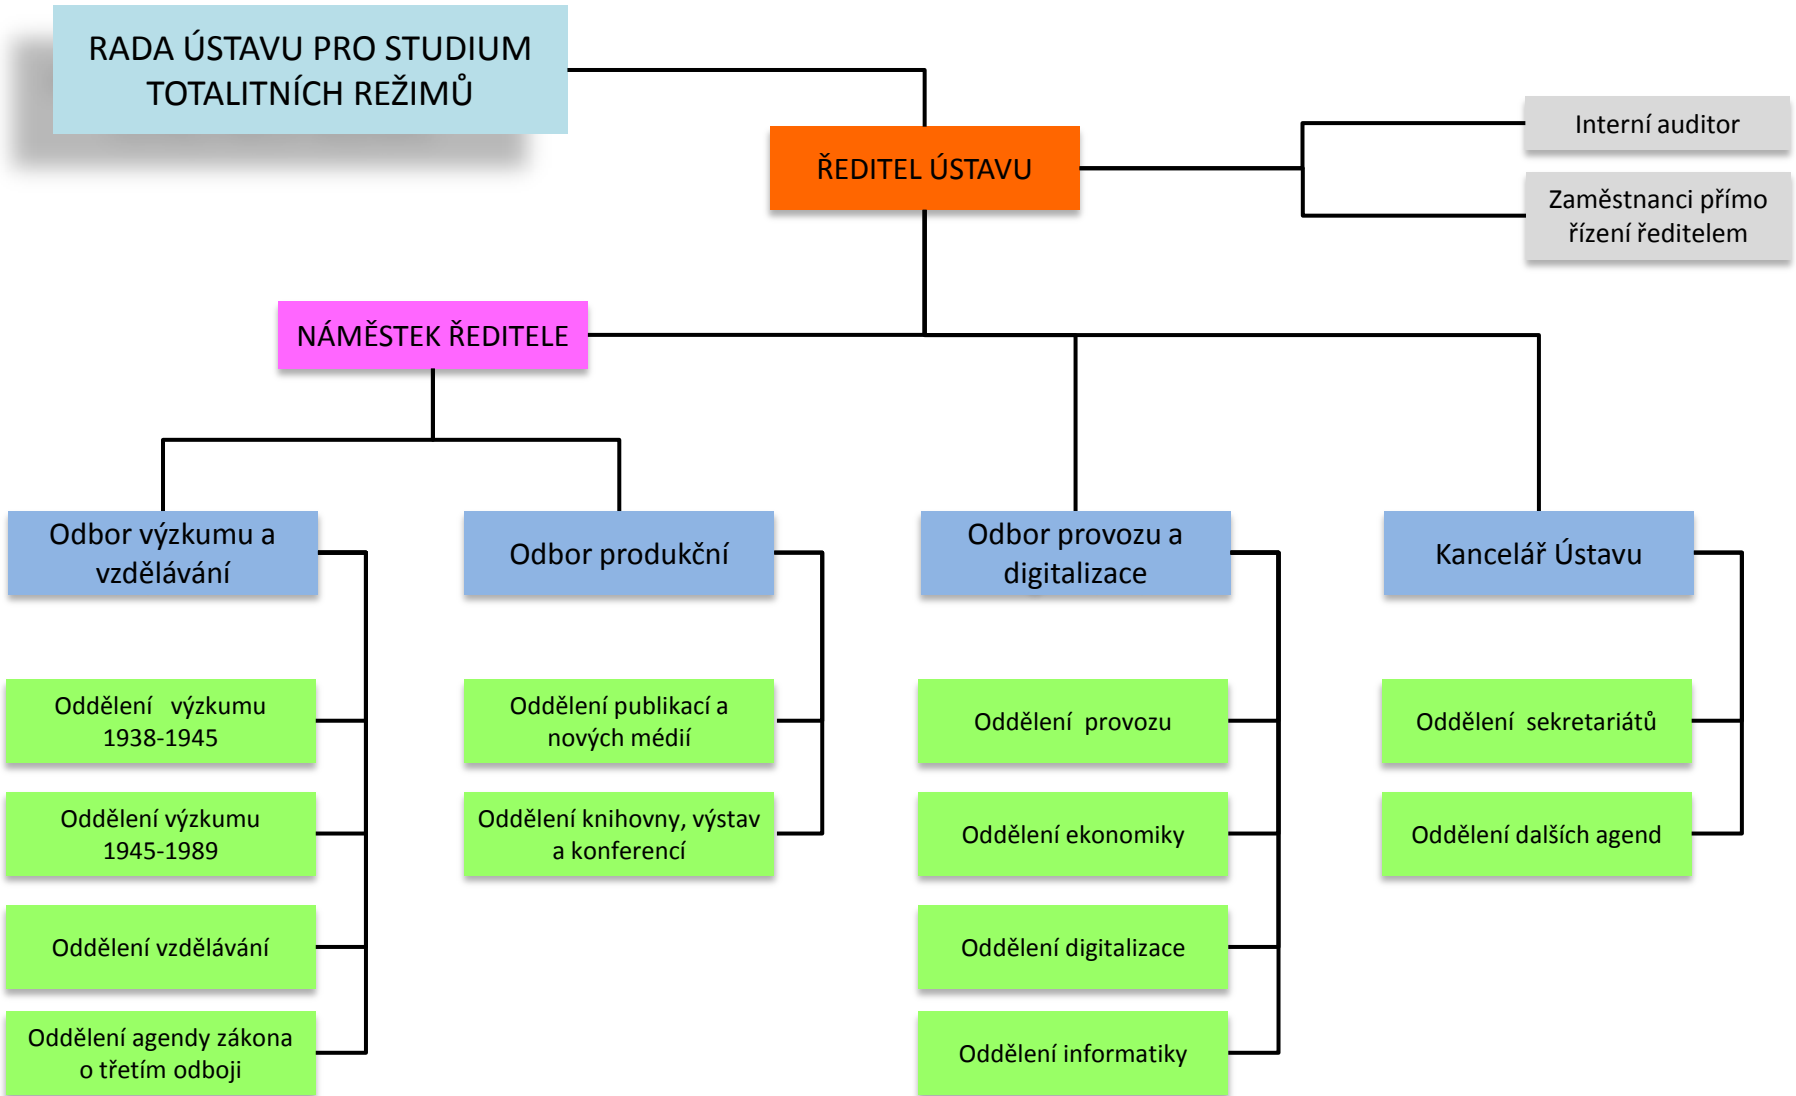 RADA ÚSTAVU PRO STUDIUM
TOTALITNÍCH REŽIMŮ
Interní auditor
ŘEDITEL ÚSTAVU
Zaměstnanci přímo
řízení ředitelem
NÁMĚSTEK ŘEDITELE
Odbor výzkumu a
vzdělávání
Odbor produkční
Odbor provozu a
digitalizace
Kancelář Ústavu
Oddělení výzkumu
1938-1945
Oddělení publikací a
nových médií
Oddělení provozu
Oddělení sekretariátů
Oddělení výzkumu
1945-1989
Oddělení knihovny, výstav
a konferencí
Oddělení ekonomiky
Oddělení dalších agend
Oddělení vzdělávání
Oddělení digitalizace
Oddělení agendy zákona
o třetím odboji
Oddělení informatiky